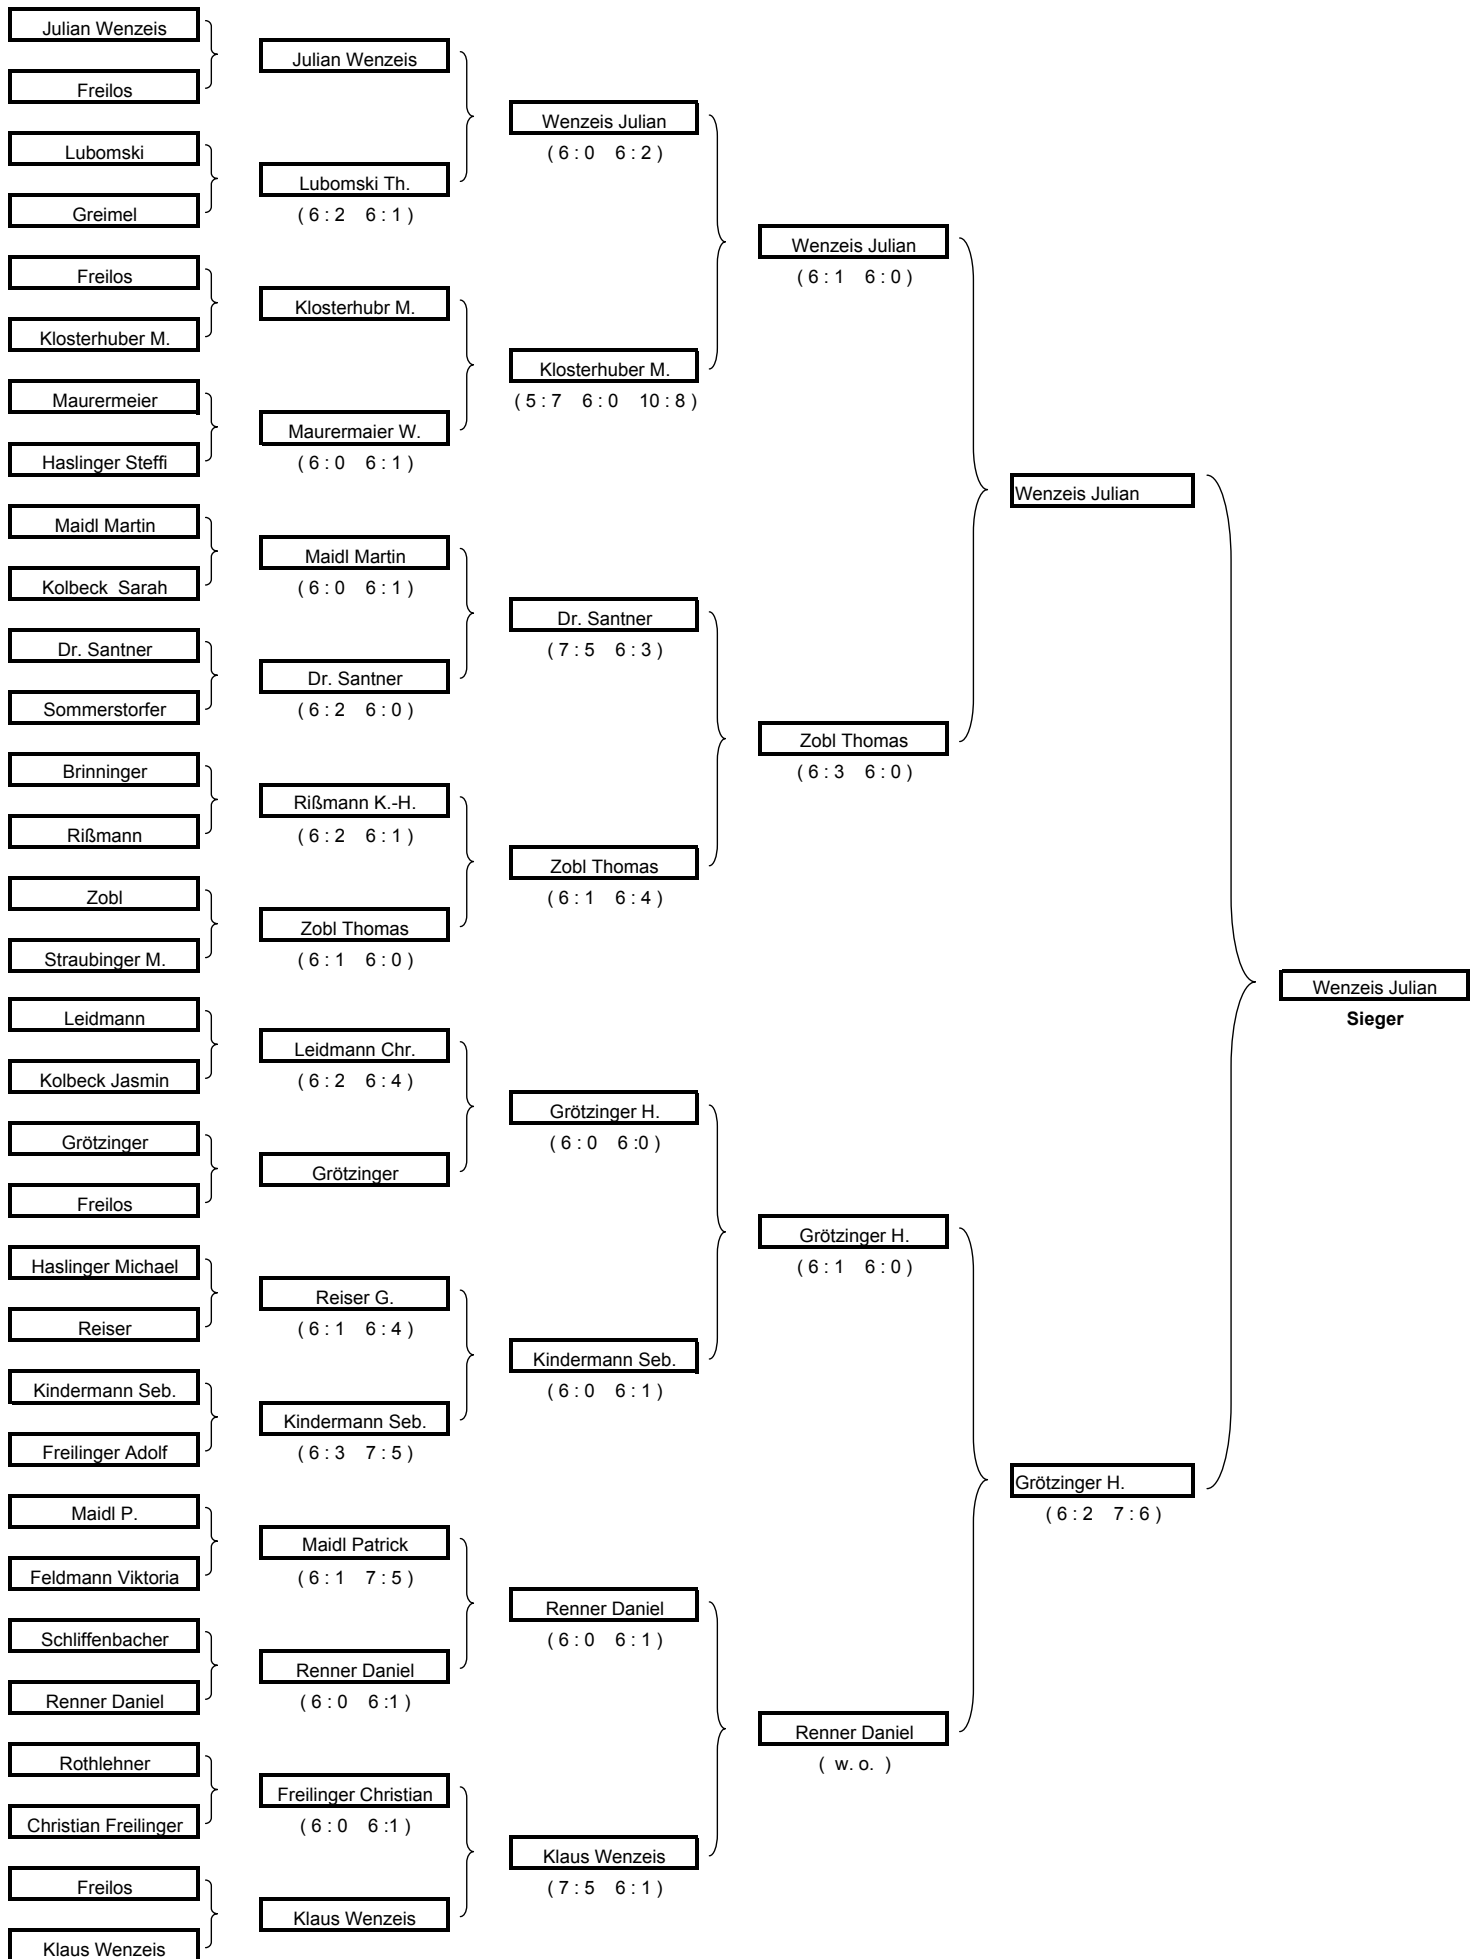 Julian Wenzeis
Freilos
Lubomski
Greimel
Freilos
Klosterhuber M.
Maurermeier
Haslinger Steffi
Maidl Martin
Kolbeck Sarah
Dr. Santner
Sommerstorfer
Brinninger
Rißmann
Zobl
Straubinger M.
Leidmann
Kolbeck Jasmin
Grötzinger
Freilos
Haslinger Michael
Reiser
Kindermann Seb.
Freilinger Adolf
Maidl P.
Feldmann Viktoria
Schliffenbacher
Renner Daniel
Rothlehner
Christian Freilinger
Freilos
Klaus Wenzeis
Julian Wenzeis
Lubomski Th.
( 6 : 2 6 : 1 )
Klosterhubr M.
Maurermaier W.
( 6 : 0 6 : 1 )
Maidl Martin
( 6 : 0 6 : 1 )
Dr. Santner
( 6 : 2 6 : 0 )
Rißmann K.-H.
( 6 : 2 6 : 1 )
Zobl Thomas
( 6 : 1 6 : 0 )
Leidmann Chr.
( 6 : 2 6 : 4 )
Grötzinger
Reiser G.
( 6 : 1 6 : 4 )
Kindermann Seb.
( 6 : 3 7 : 5 )
Maidl Patrick
( 6 : 1 7 : 5 )
Renner Daniel
( 6 : 0 6 :1 )
Freilinger Christian
( 6 : 0 6 :1 )
Klaus Wenzeis
Wenzeis Julian
( 6 : 0 6 : 2 )
Klosterhuber M.
( 5 : 7 6 : 0 10 : 8 )
Dr. Santner
( 7 : 5 6 : 3 )
Zobl Thomas
( 6 : 1 6 : 4 )
Grötzinger H.
( 6 : 0 6 :0 )
Kindermann Seb.
( 6 : 0 6 : 1 )
Renner Daniel
( 6 : 0 6 : 1 )
Klaus Wenzeis
( 7 : 5 6 : 1 )
Wenzeis Julian
( 6 : 1 6 : 0 )
Zobl Thomas
( 6 : 3 6 : 0 )
Grötzinger H.
( 6 : 1 6 : 0 )
Renner Daniel
( w. o. )
Wenzeis Julian
Grötzinger H.
( 6 : 2 7 : 6 )
Wenzeis Julian
Sieger